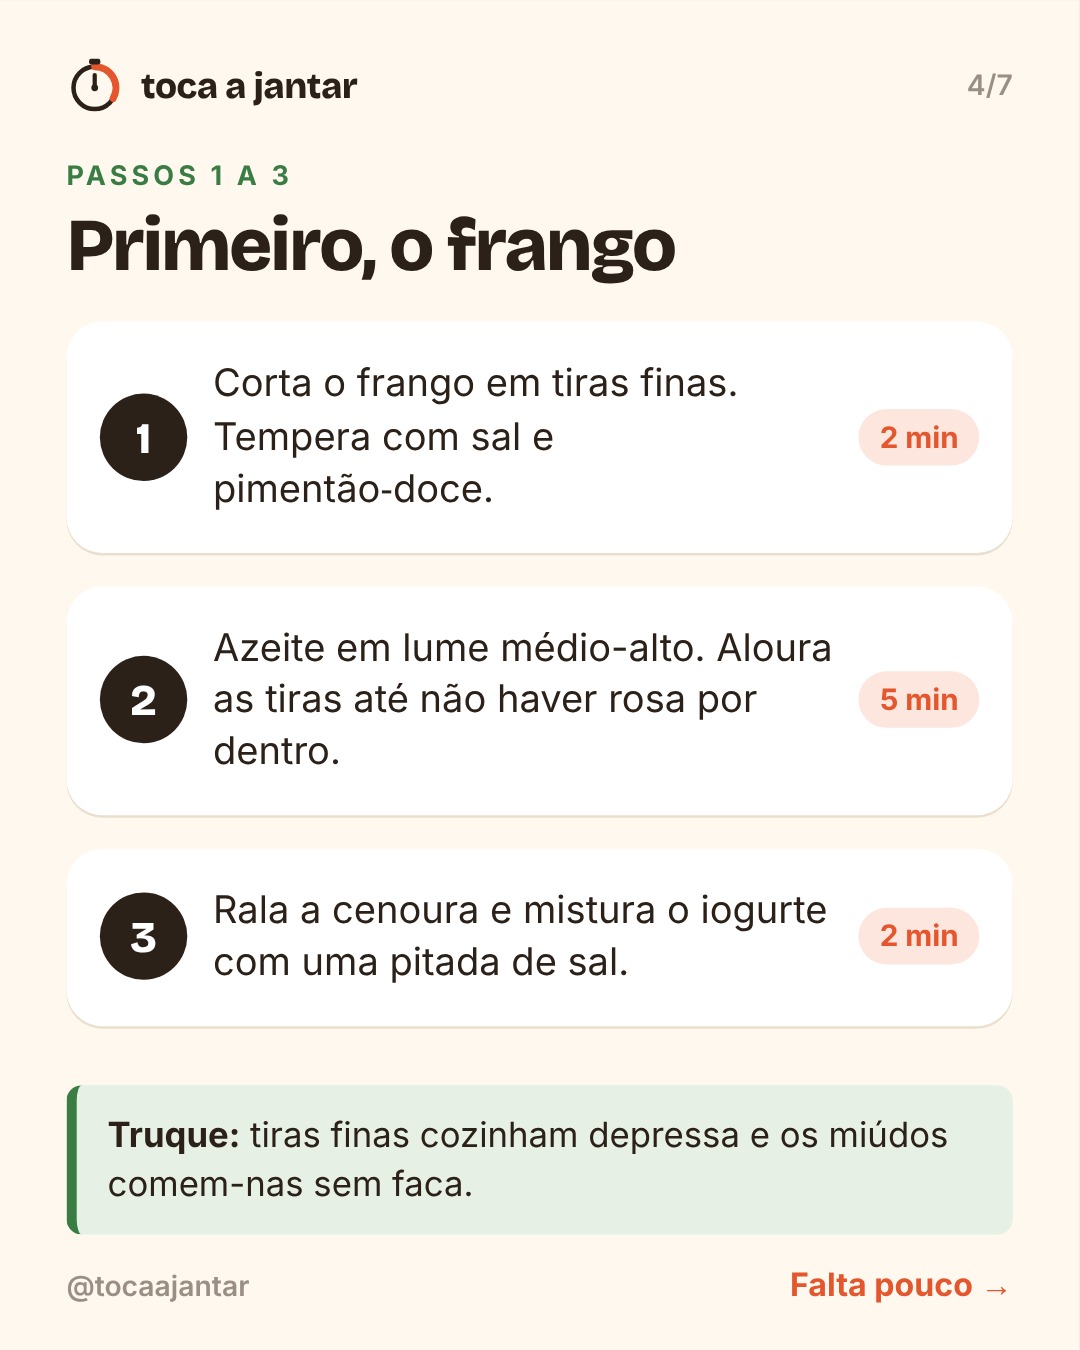 toca a jantar
4/7
PASSOS 1 A 3
Primeiro, o frango
1
Corta o frango em tiras finas.
Tempera com sal e
pimentão-doce.
2 min
2
Azeite em lume médio-alto. Aloura
as tiras até não haver rosa por
dentro.
5 min
3
Rala a cenoura e mistura o iogurte
com uma pitada de sal.
2 min
Truque: tiras finas cozinham depressa e os miúdos
comem-nas sem faca.
@tocaajantar
Falta pouco →